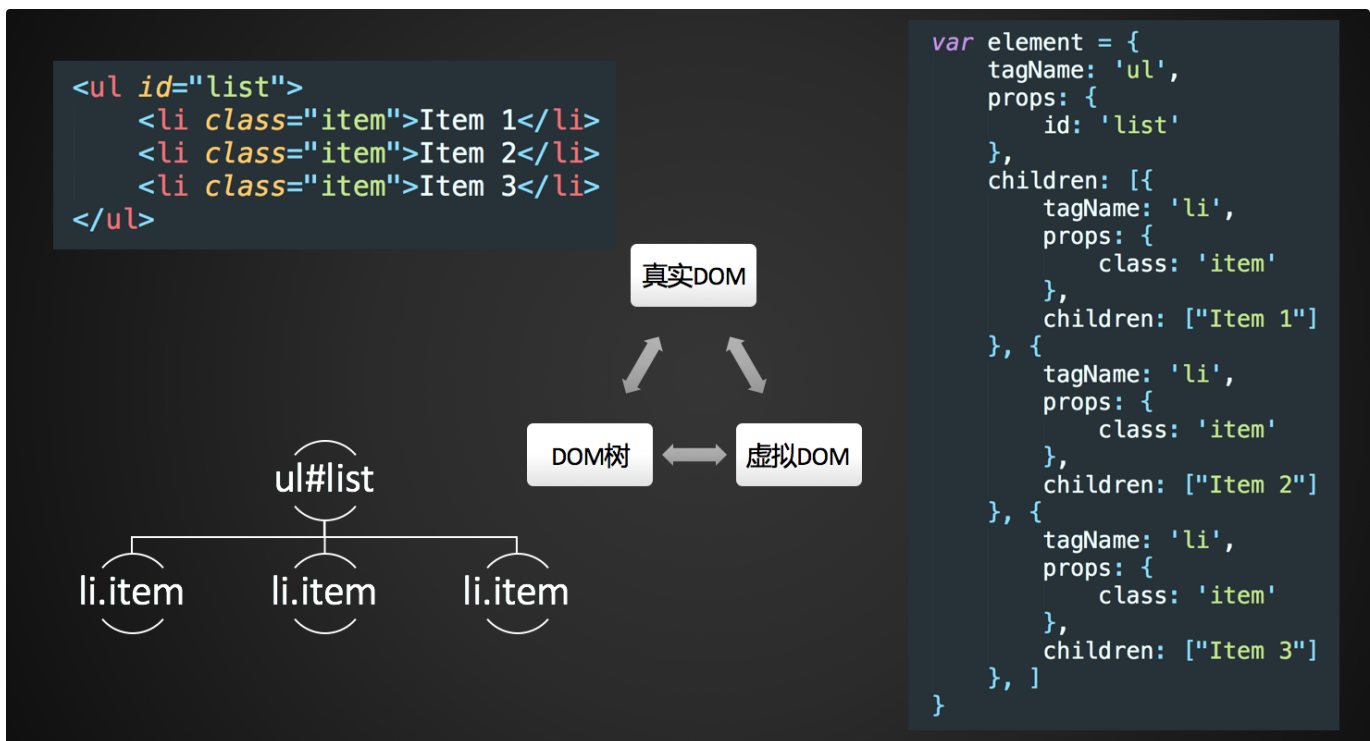 <ul id="list">
    <li class="item">Item 1</li>
    <li class="item">Item 2</li>
    <li class="item">Item 3</li>
</ul>
真实DOM
DOM树
虚拟DOM
ul#list
li.item
li.item
li.item
var element = {
    tagName: 'ul',
    props: {
        id: 'list'
    },
    children: [{
        tagName: 'li',
        props: {
            class: 'item'
        },
        children: ["Item 1"]
    }, {
        tagName: 'li',
        props: {
            class: 'item'
        },
        children: ["Item 2"]
    }, {
        tagName: 'li',
        props: {
            class: 'item'
        },
        children: ["Item 3"]
    }, ]
}